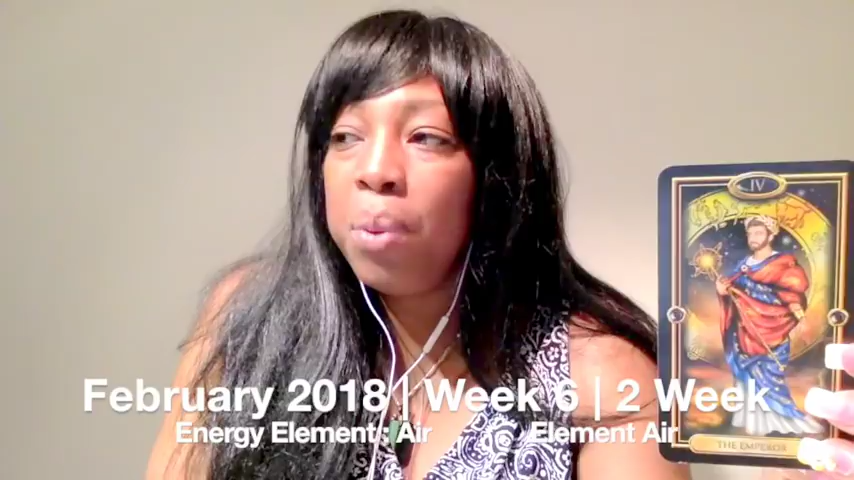 IV
February 2018 | Week 6 | 2 Week
Energy Element : Air Element Air
THE EMPEROR